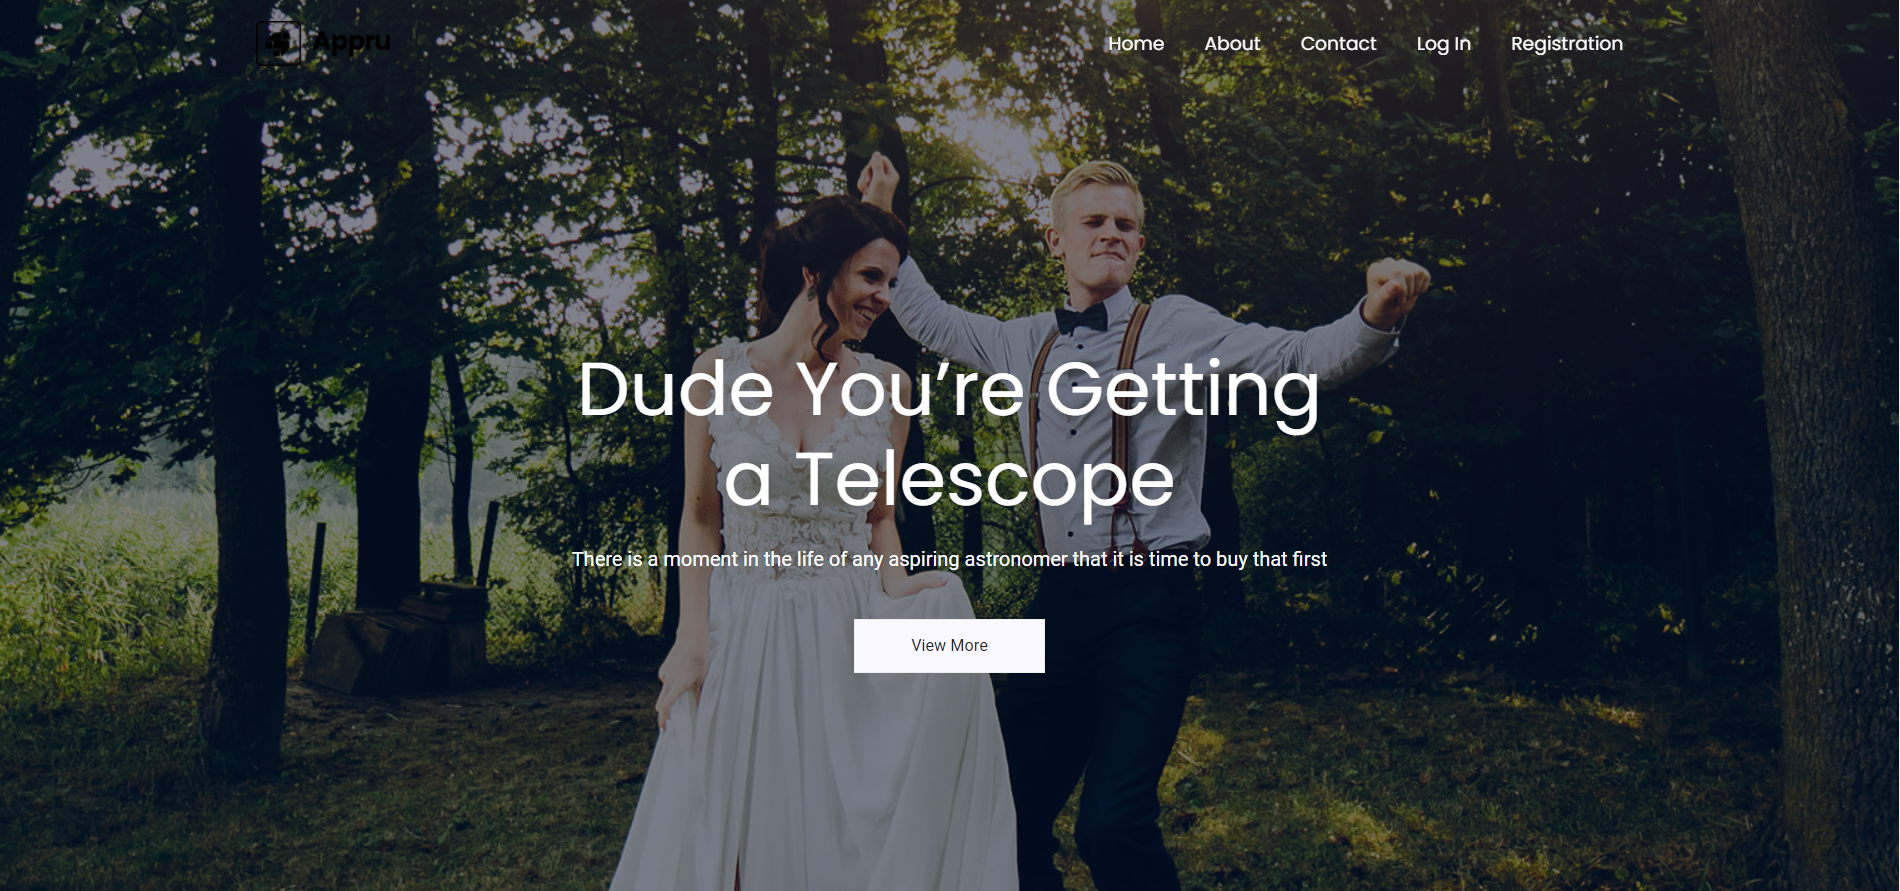 Appru
Home About Contact Log In Registration
Dude You’re Getting
a Telescope
There is a moment in the life of any aspiring astronomer that it is time to buy that first
View More